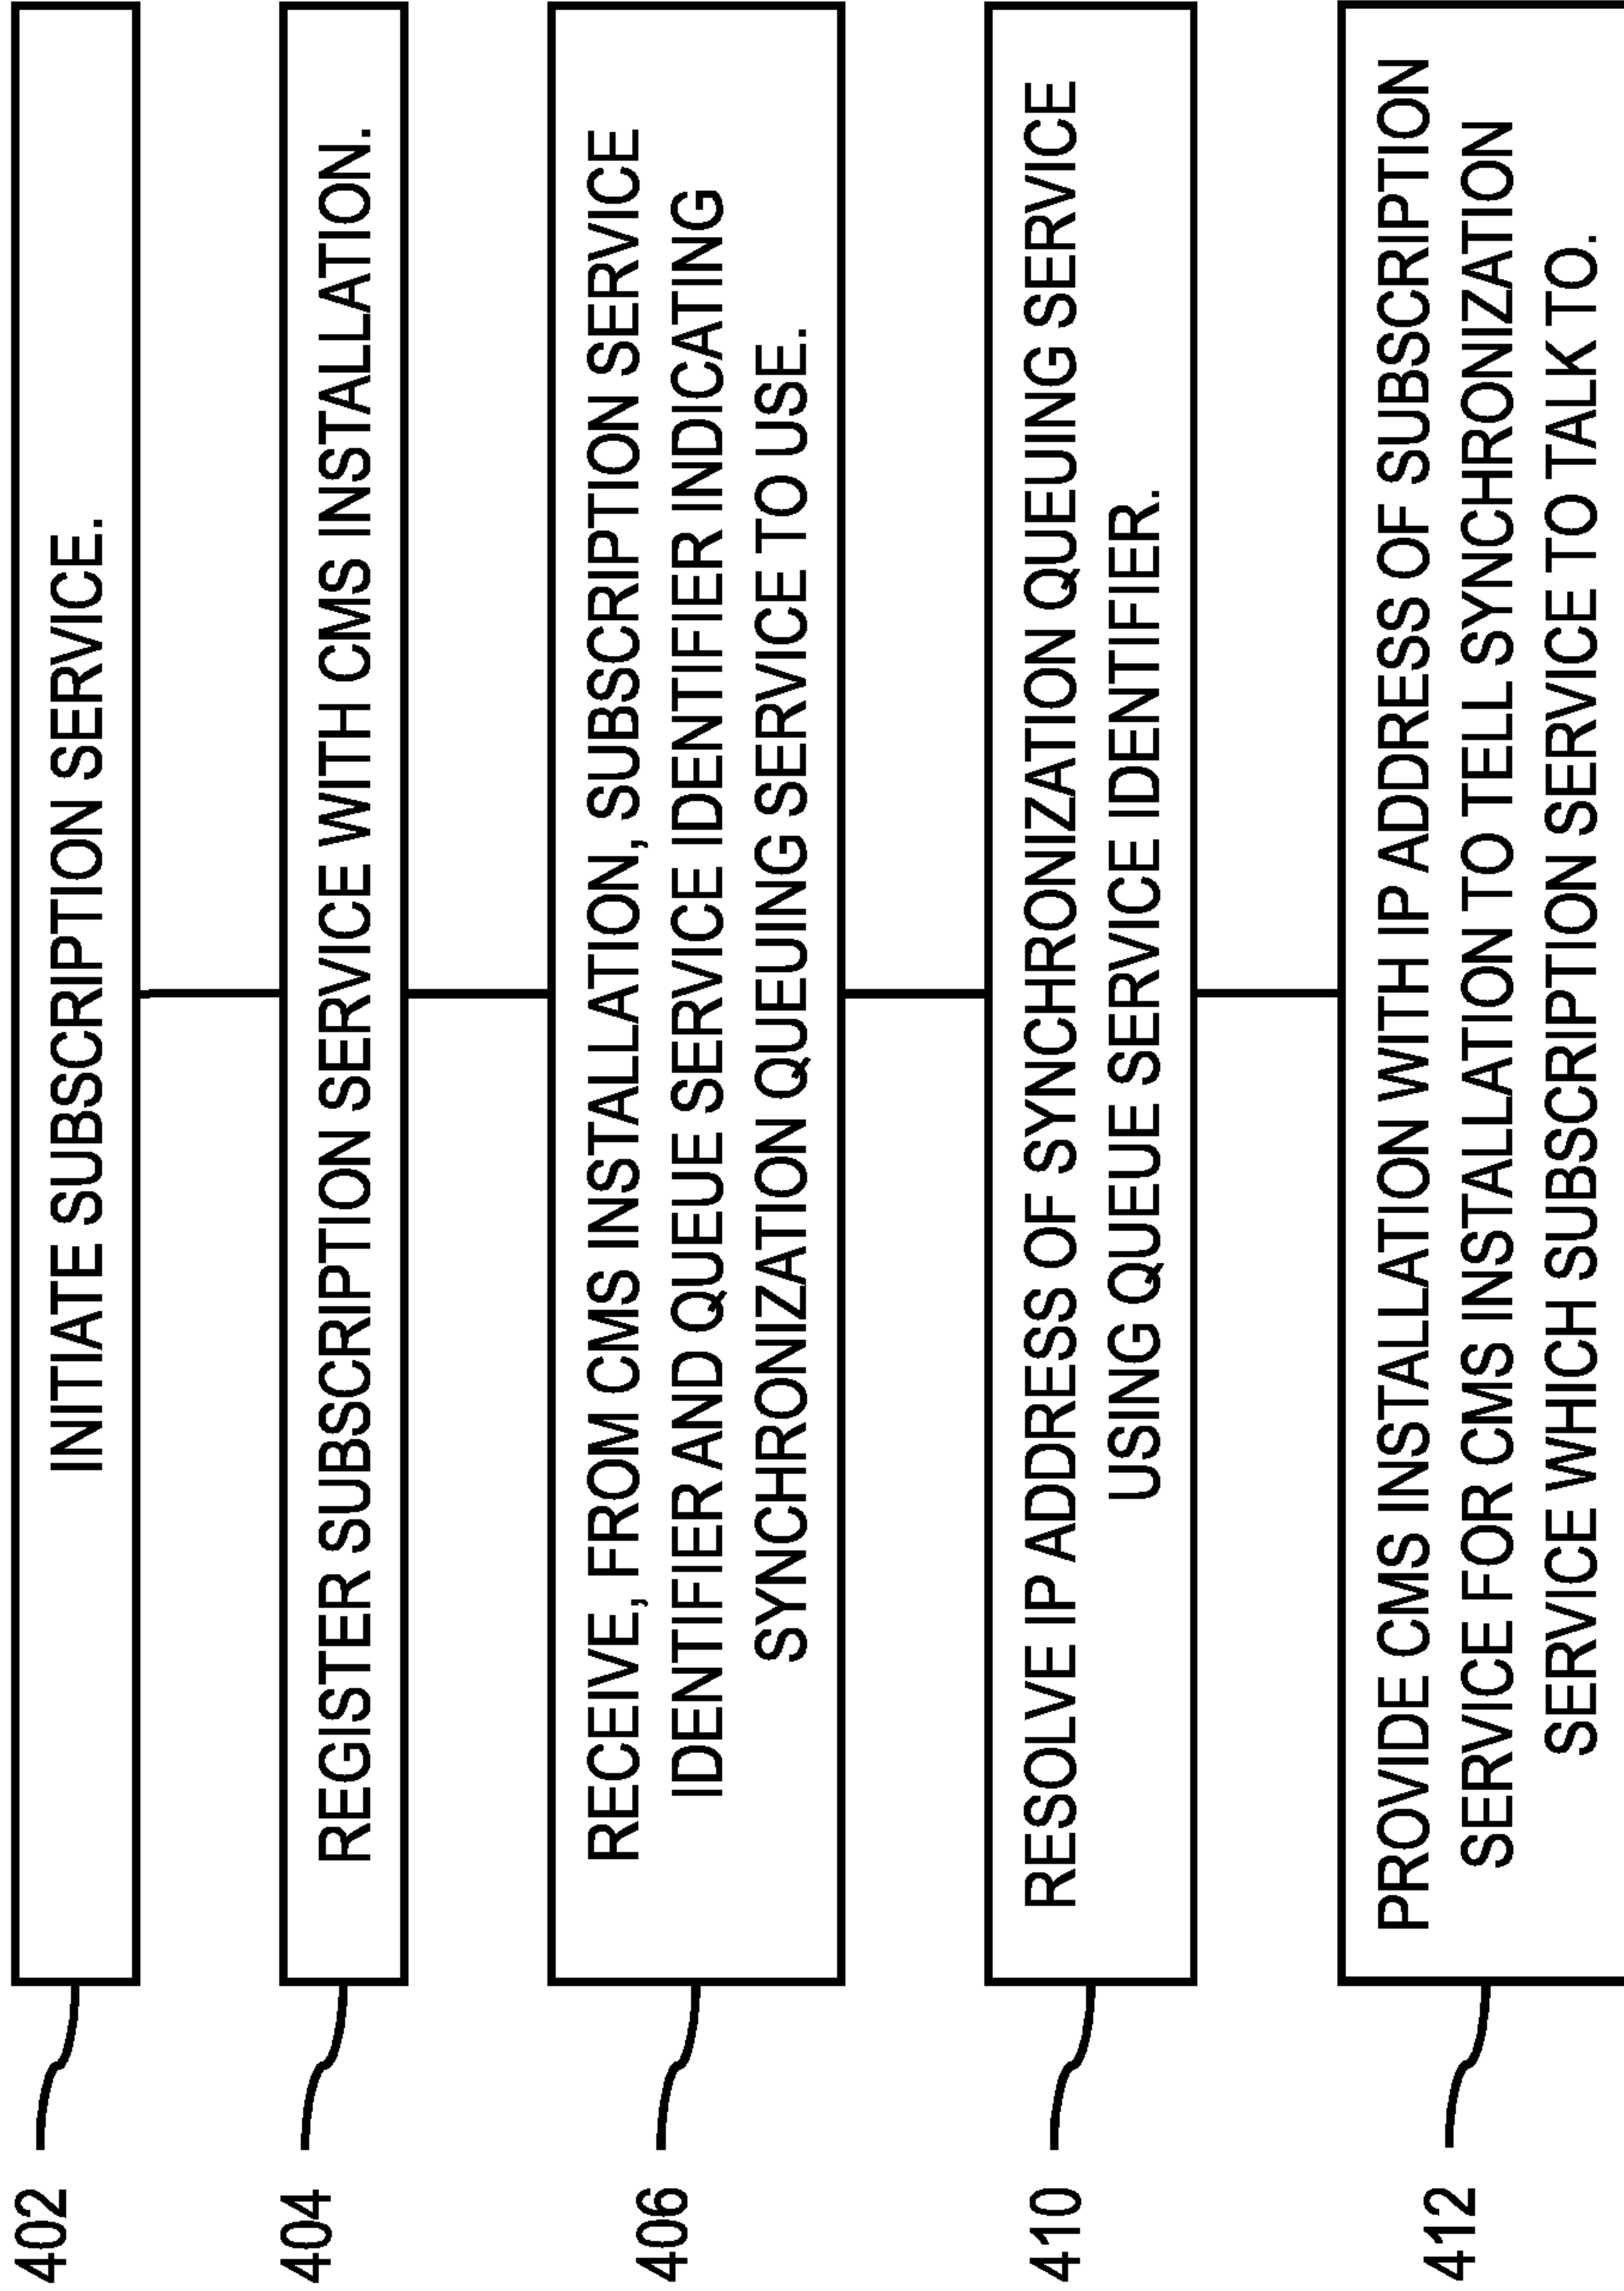 402
INITIATE SUBSCRIPTION SERVICE.
404
REGISTER SUBSCRIPTION SERVICE WITH CMS INSTALLATION.
406
RECEIVE, FROM CMS INSTALLATION, SUBSCRIPTION SERVICE
IDENTIFIER AND QUEUE SERVICE IDENTIFIER INDICATING
SYNCHRONIZATION QUEUING SERVICE TO USE.
410
RESOLVE IP ADDRESS OF SYNCHRONIZATION QUEUING SERVICE
USING QUEUE SERVICE IDENTIFIER.
412
PROVIDE CMS INSTALLATION WITH IP ADDRESS OF SUBSCRIPTION
SERVICE FOR CMS INSTALLATION TO TELL SYNCHRONIZATION
SERVICE WHICH SUBSCRIPTION SERVICE TO TALK TO.